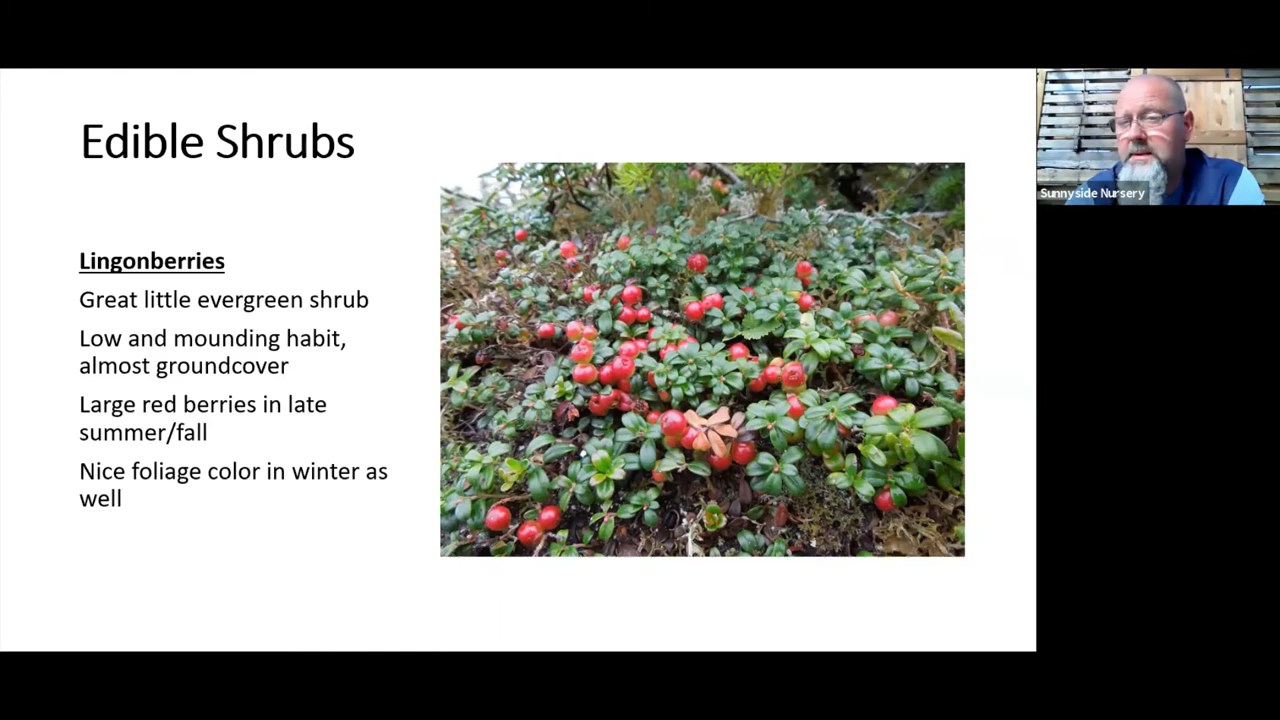 Edible Shrubs
Lingonberries
Great little evergreen shrub
Low and mounding habit,
almost groundcover
Large red berries in late
summer/fall
Nice foliage color in winter as
well
Sunnyside Nursery